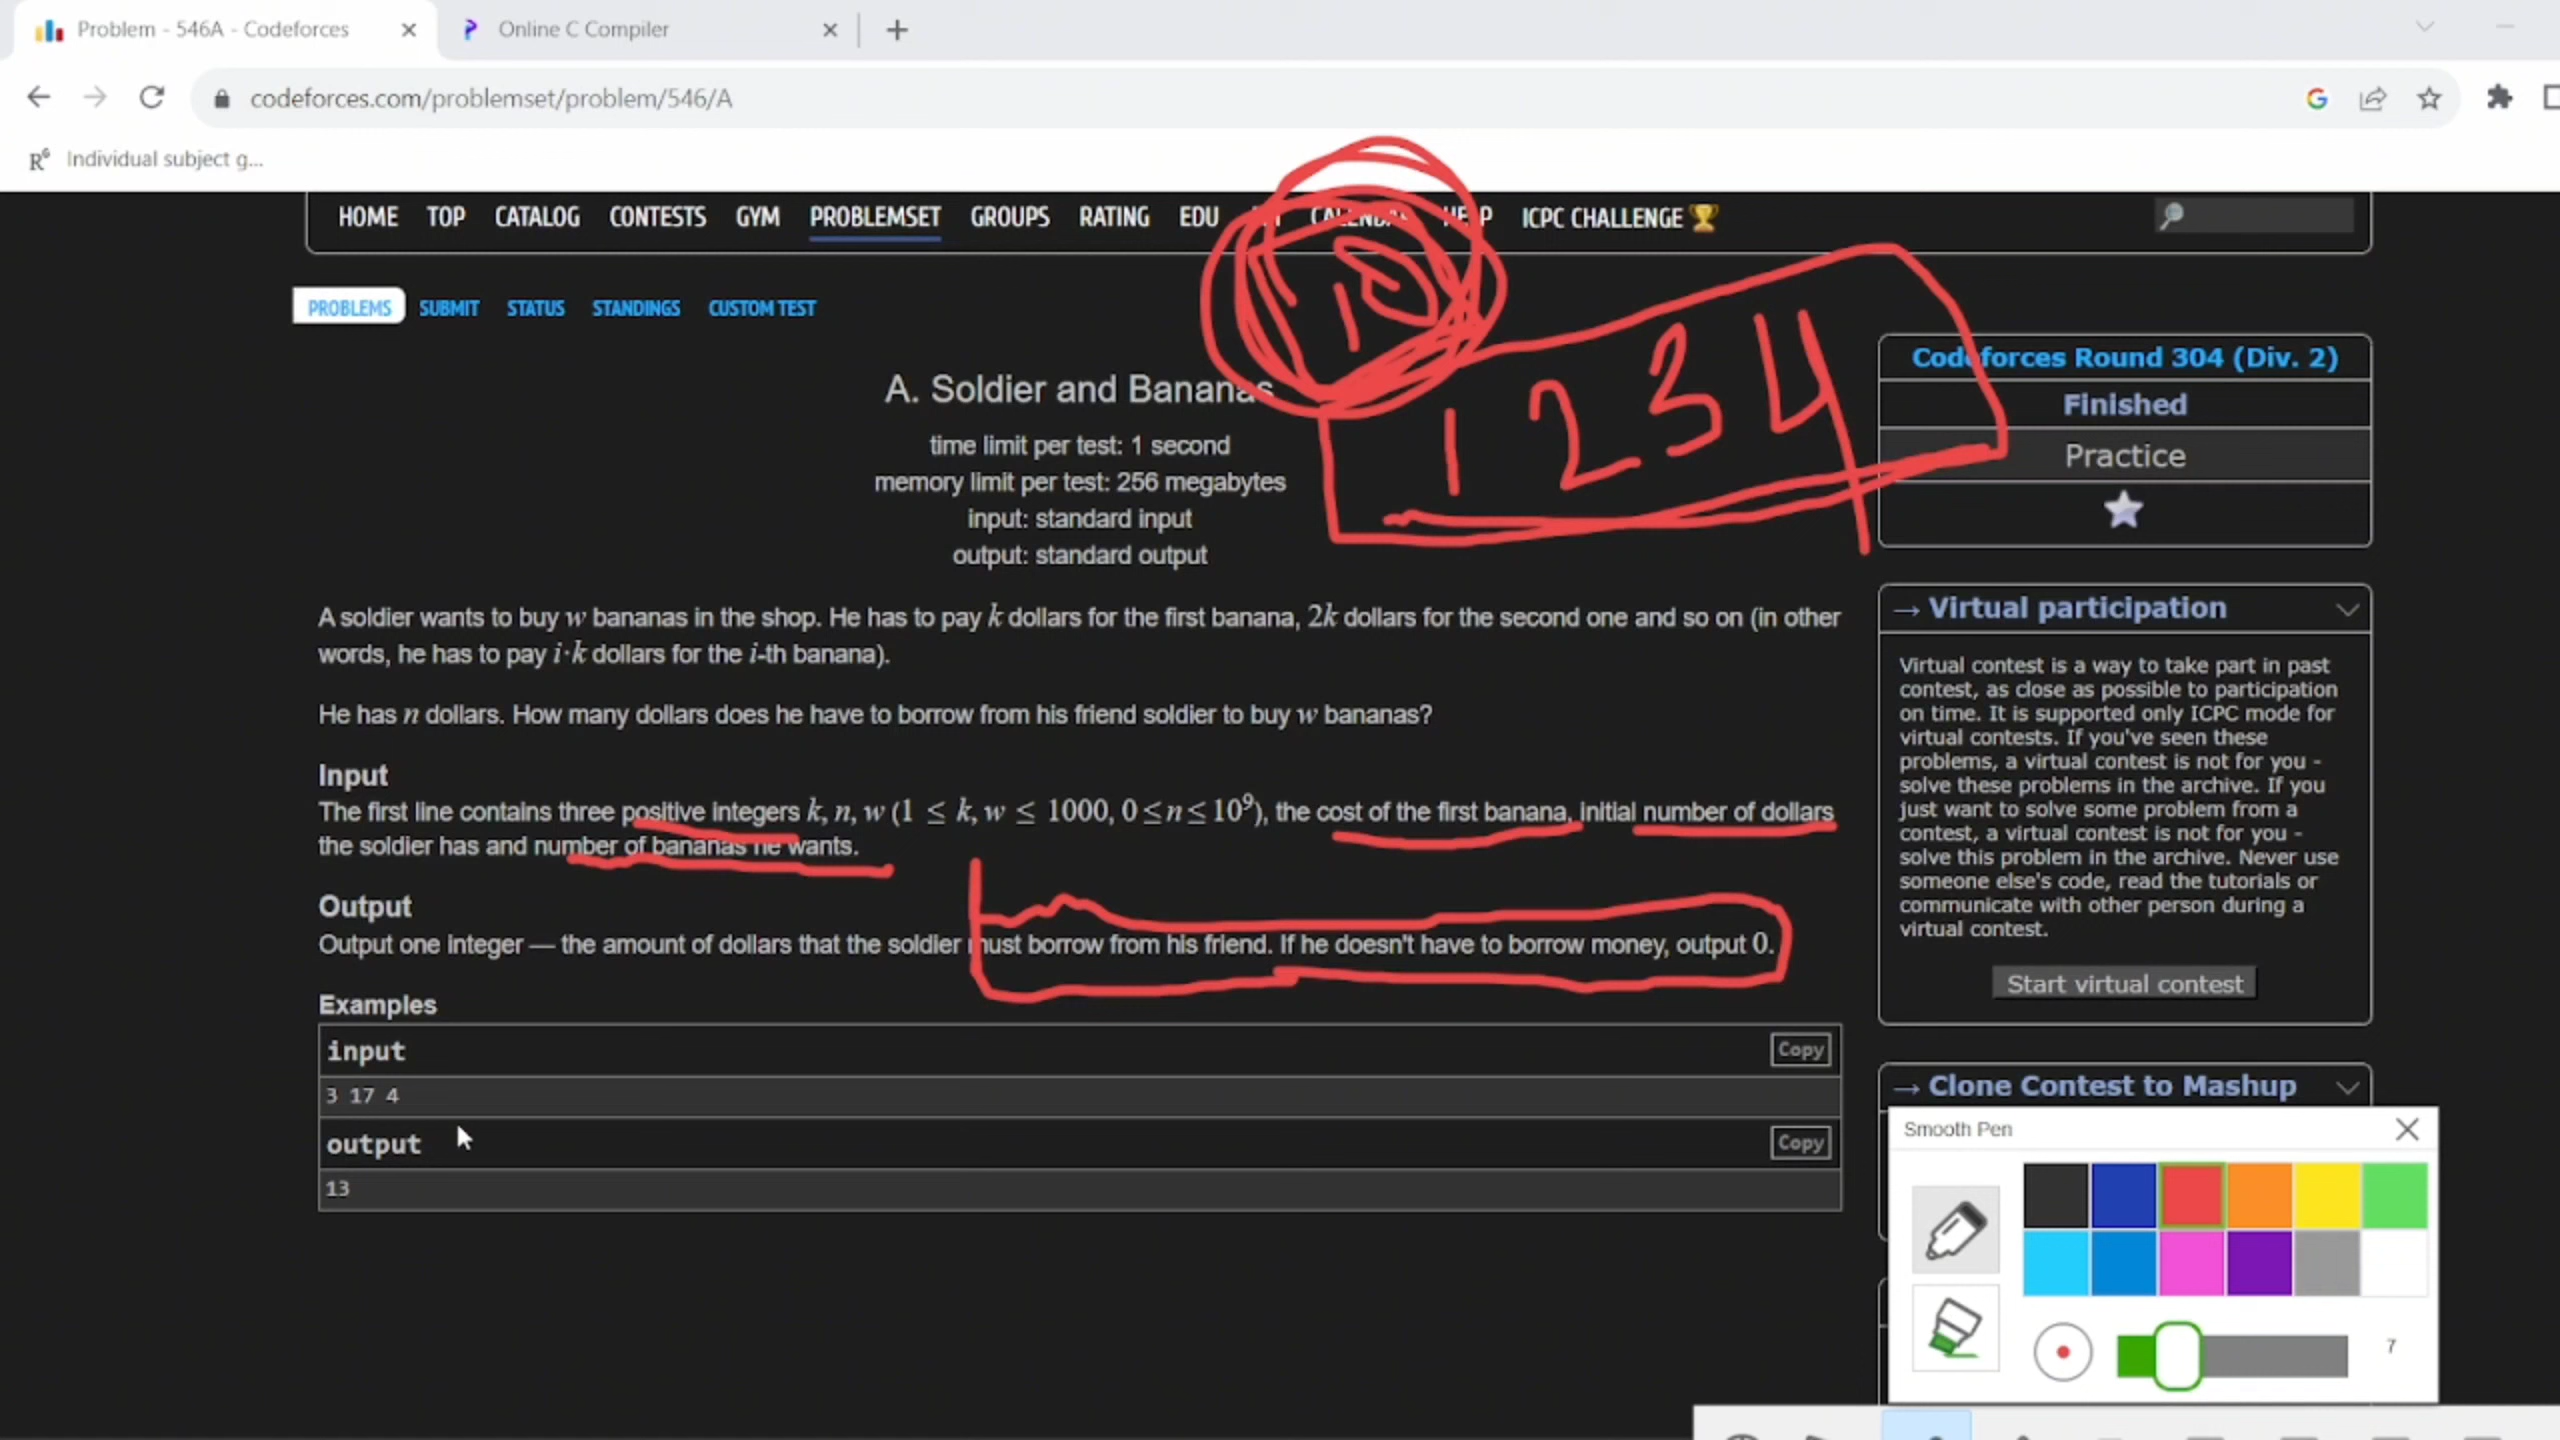 Problem - 546A - Codeforces
Online C Compiler
codeforces.com/problemset/problem/546/A
Individual subject g...
HOME TOP CATALOG CONTESTS GYM PROBLEMSET GROUPS RATING EDU CALENDAR HELP ICPC CHALLENGE
10
PROBLEMS SUBMIT STATUS STANDINGS CUSTOM TEST
1 2 3 4
A. Soldier and Bananas
time limit per test: 1 second
memory limit per test: 256 megabytes
input: standard input
output: standard output
A soldier wants to buy w bananas in the shop. He has to pay k dollars for the first banana, 2k dollars for the second one and so on (in other
words, he has to pay i·k dollars for the i-th banana).
He has n dollars. How many dollars does he have to borrow from his friend soldier to buy w bananas?
Input
The first line contains three positive integers k, n, w (1 ≤ k, w ≤ 1000, 0 ≤ n ≤ 10⁹), the cost of the first banana, initial number of dollars
the soldier has and number of bananas he wants.
Output
Output one integer — the amount of dollars that the soldier must borrow from his friend. If he doesn't have to borrow money, output 0.
Examples
input
Copy
3 17 4
output
Copy
13
Codeforces Round 304 (Div. 2)
Finished
Practice
→ Virtual participation
Virtual contest is a way to take part in past
contest, as close as possible to participation
on time. It is supported only ICPC mode for
virtual contests. If you've seen these
problems, a virtual contest is not for you -
solve these problems in the archive. If you
just want to solve some problem from a
contest, a virtual contest is not for you -
solve this problem in the archive. Never use
someone else's code, read the tutorials or
communicate with other person during a
virtual contest.
Start virtual contest
→ Clone Contest to Mashup
Smooth Pen
7